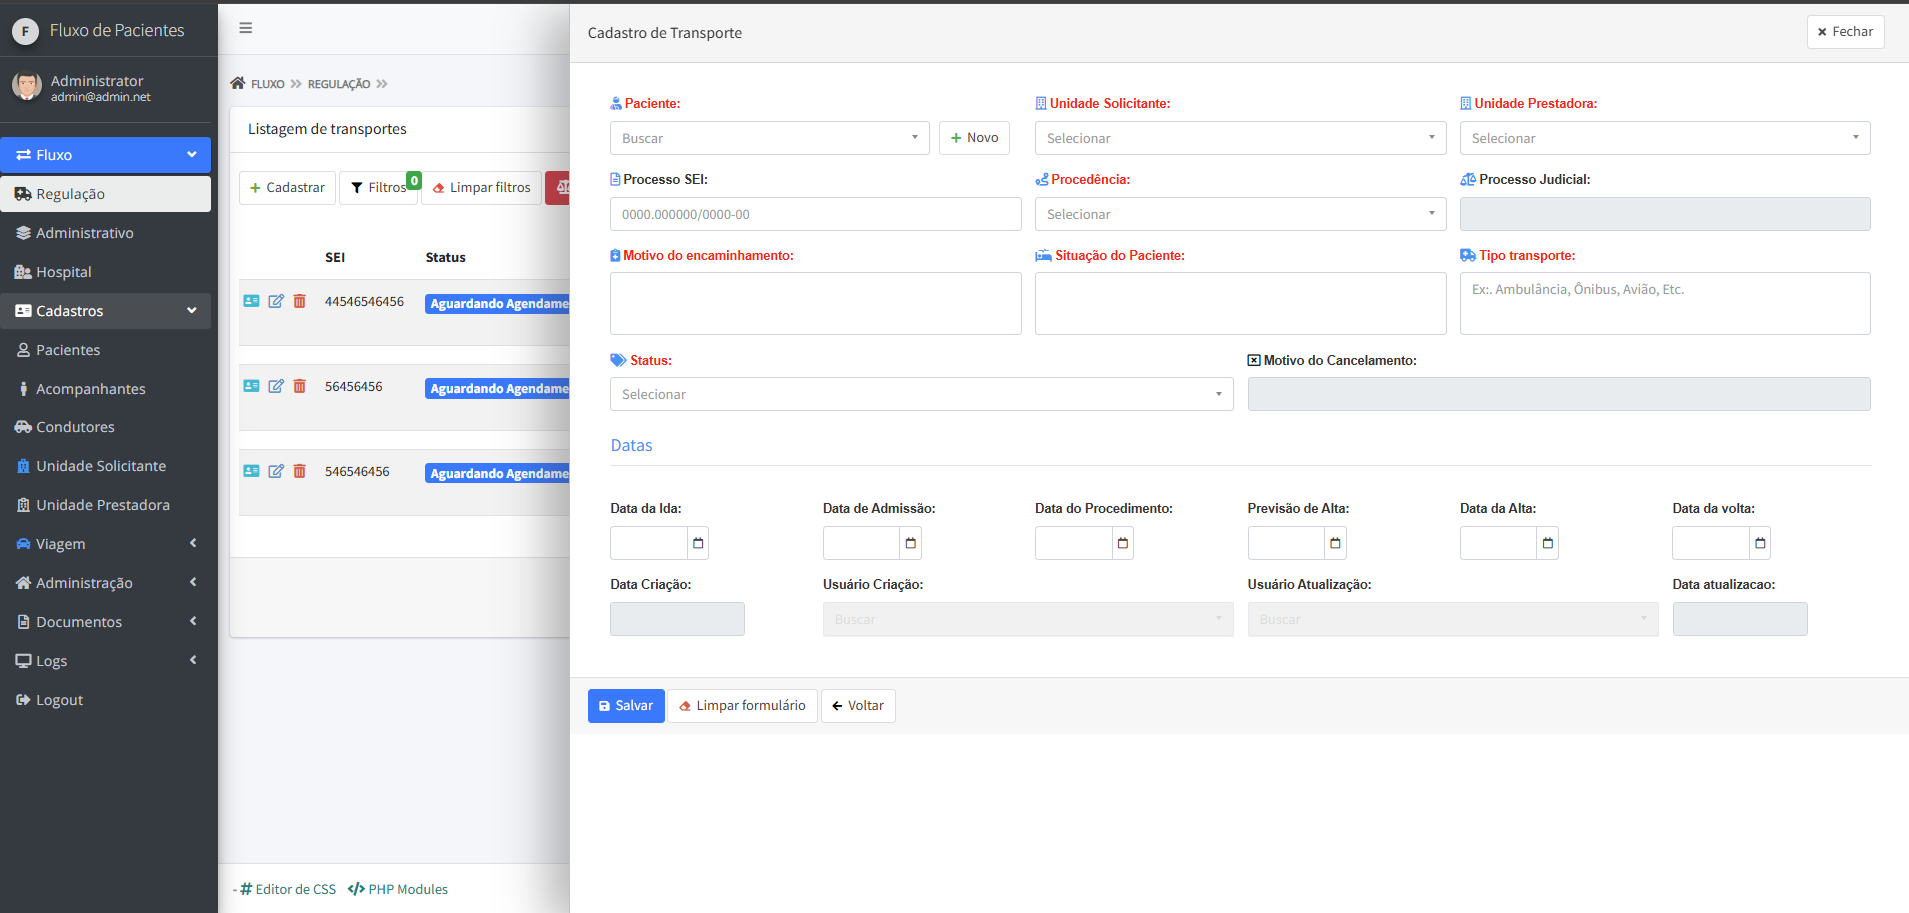 F Fluxo de Pacientes
Administrator
admin@admin.net
Fluxo
Regulação
Administrativo
Hospital
Cadastros
Pacientes
Acompanhantes
Condutores
Unidade Solicitante
Unidade Prestadora
Viagem
Administração
Documentos
Logs
Logout
FLUXO REGULAÇÃO
Listagem de transportes
Cadastrar Filtros 0 Limpar filtros
SEI Status
44546546456 Aguardando Agendame
56456456 Aguardando Agendame
546546456 Aguardando Agendame
- # Editor de CSS </> PHP Modules
Cadastro de Transporte × Fechar
Paciente: Unidade Solicitante: Unidade Prestadora:
Buscar + Novo Selecionar Selecionar
Processo SEI: Procedência: Processo Judicial:
0000.000000/0000-00 Selecionar
Motivo do encaminhamento: Situação do Paciente: Tipo transporte:
Ex:. Ambulância, Ônibus, Avião, Etc.
Status: Motivo do Cancelamento:
Selecionar
Datas
Data da Ida: Data de Admissão: Data do Procedimento: Previsão de Alta: Data da Alta: Data da volta:
Data Criação: Usuário Criação: Usuário Atualização: Data atualizacao:
Buscar Buscar
Salvar Limpar formulário Voltar